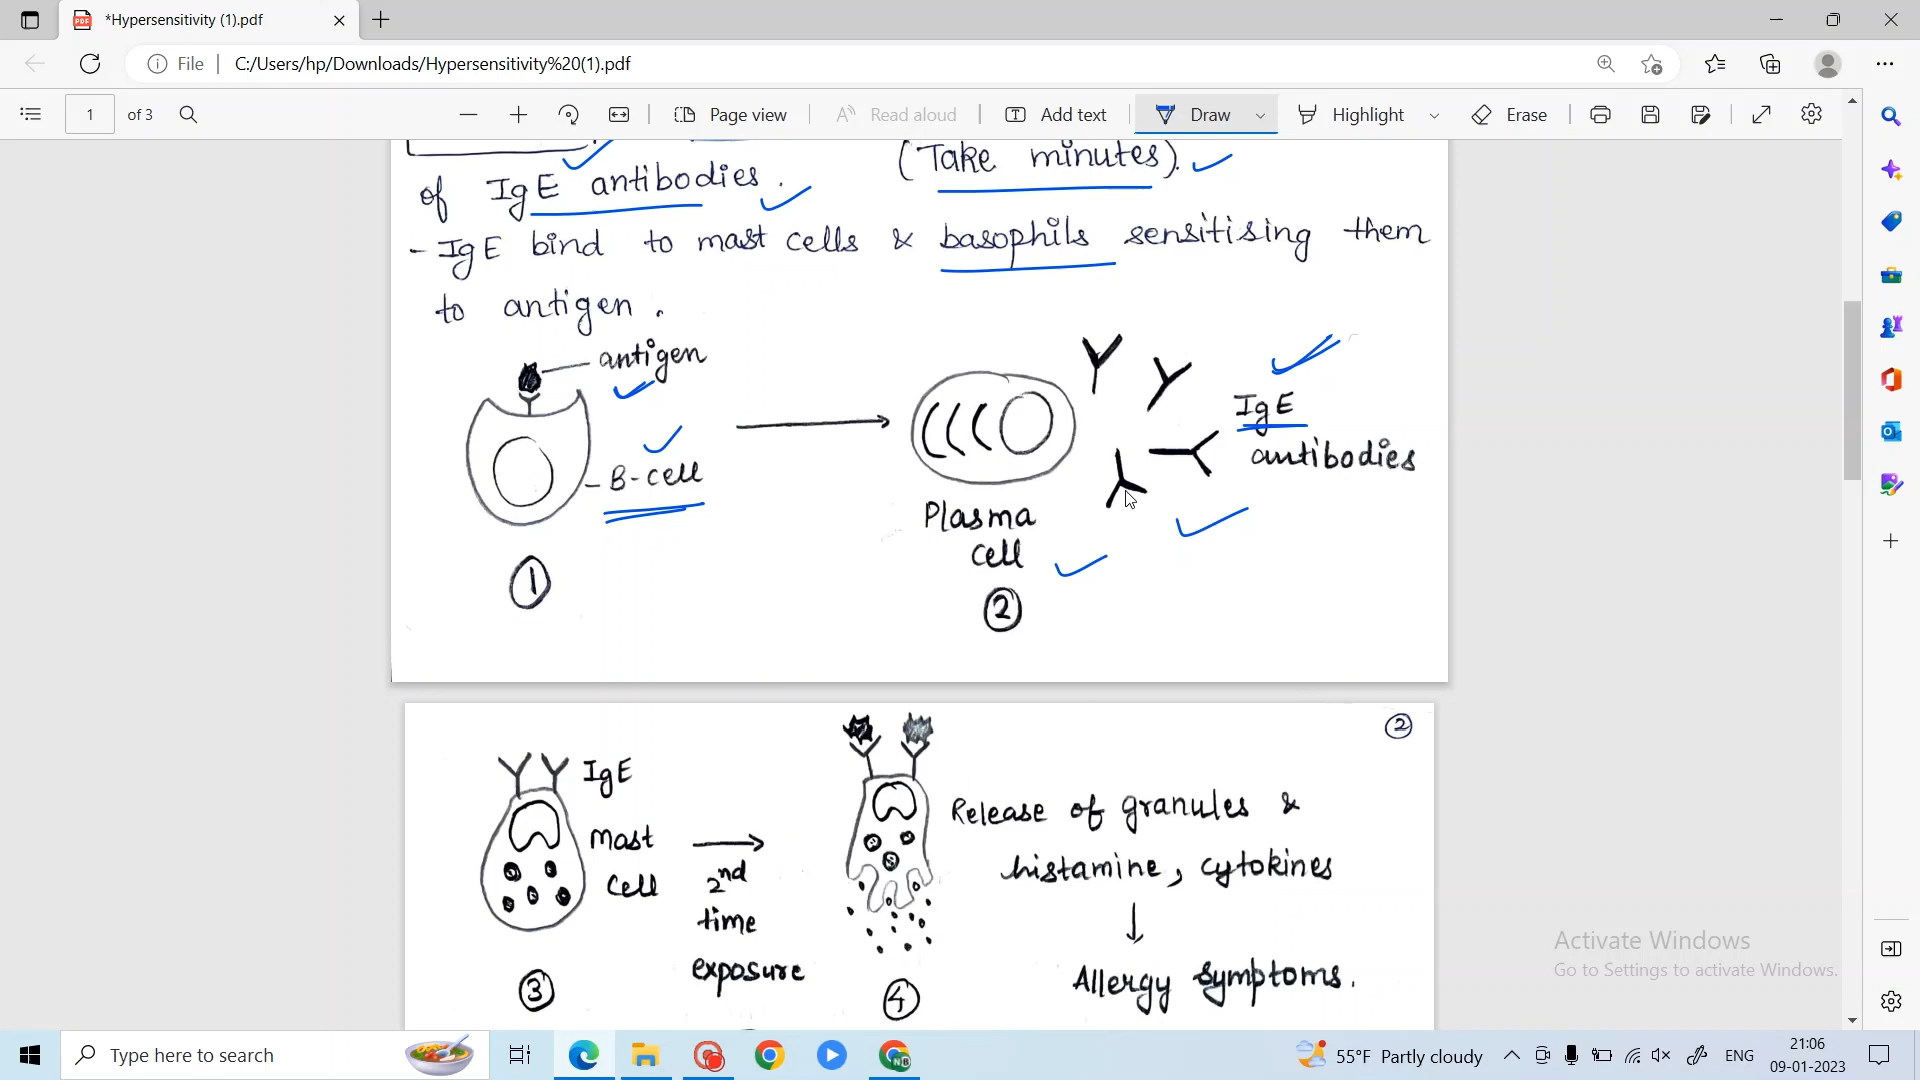 *Hypersensitivity (1).pdf
File
C:/Users/hp/Downloads/Hypersensitivity%20(1).pdf
1 of 3
Page view
Read aloud
Add text
Draw
Highlight
Erase
(Take minutes).
of IgE antibodies.
- IgE bind to mast cells & basophils sensitising them
to antigen.
antigen
- B-cell
IgE
antibodies
Plasma
cell
1
2
2
IgE
Mast
cell
2nd
time
exposure
Release of granules &
histamine, cytokines
Allergy symptoms.
3
4
Activate Windows
Go to Settings to activate Windows.
Type here to search
55°F Partly cloudy
ENG
21:06
09-01-2023